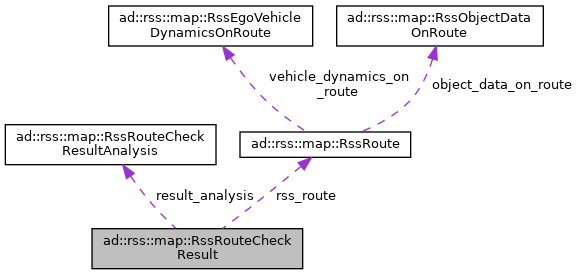 ad::rss::map::RssEgoVehicle
DynamicsOnRoute
ad::rss::map::RssObjectData
OnRoute
vehicle_dynamics_on
_route
object_data_on_route
ad::rss::map::RssRouteCheck
ResultAnalysis
ad::rss::map::RssRoute
result_analysis
rss_route
ad::rss::map::RssRouteCheck
Result